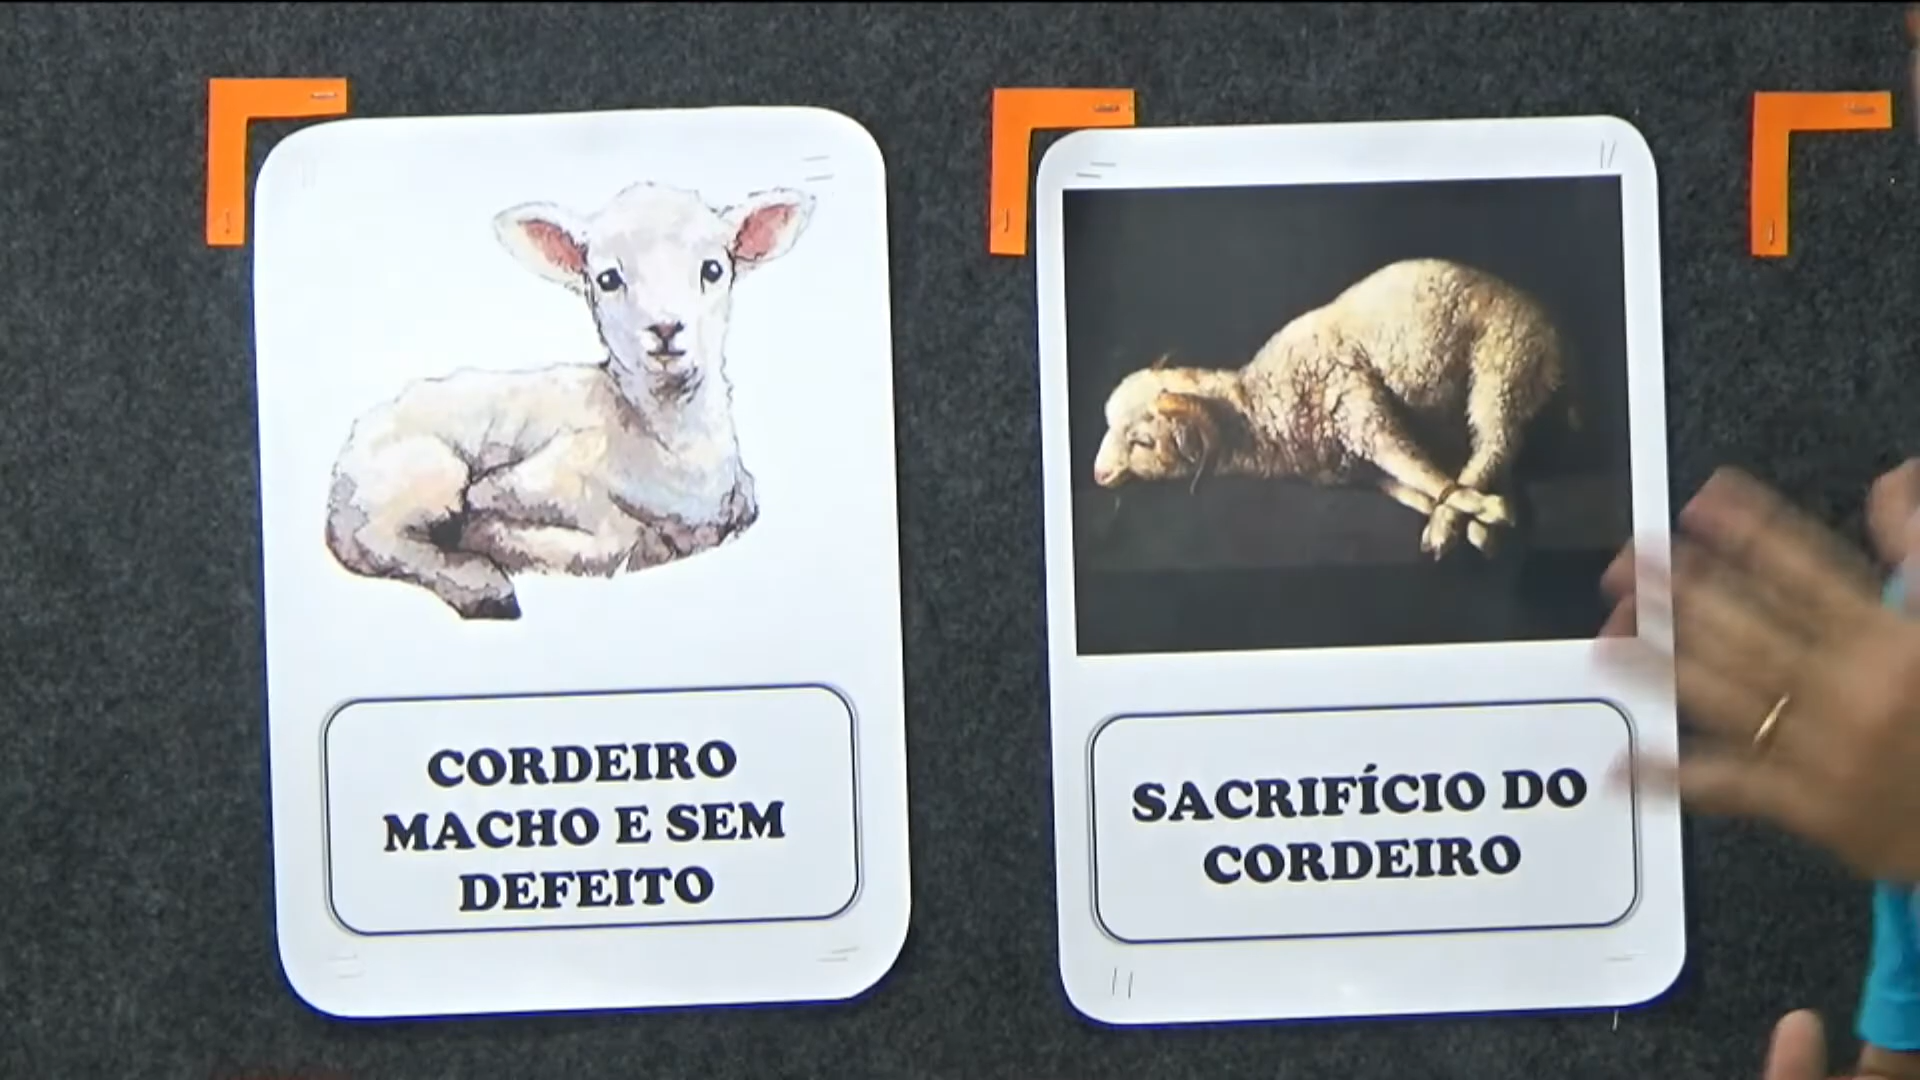 CORDEIRO
MACHO E SEM
DEFEITO
SACRIFÍCIO DO
CORDEIRO